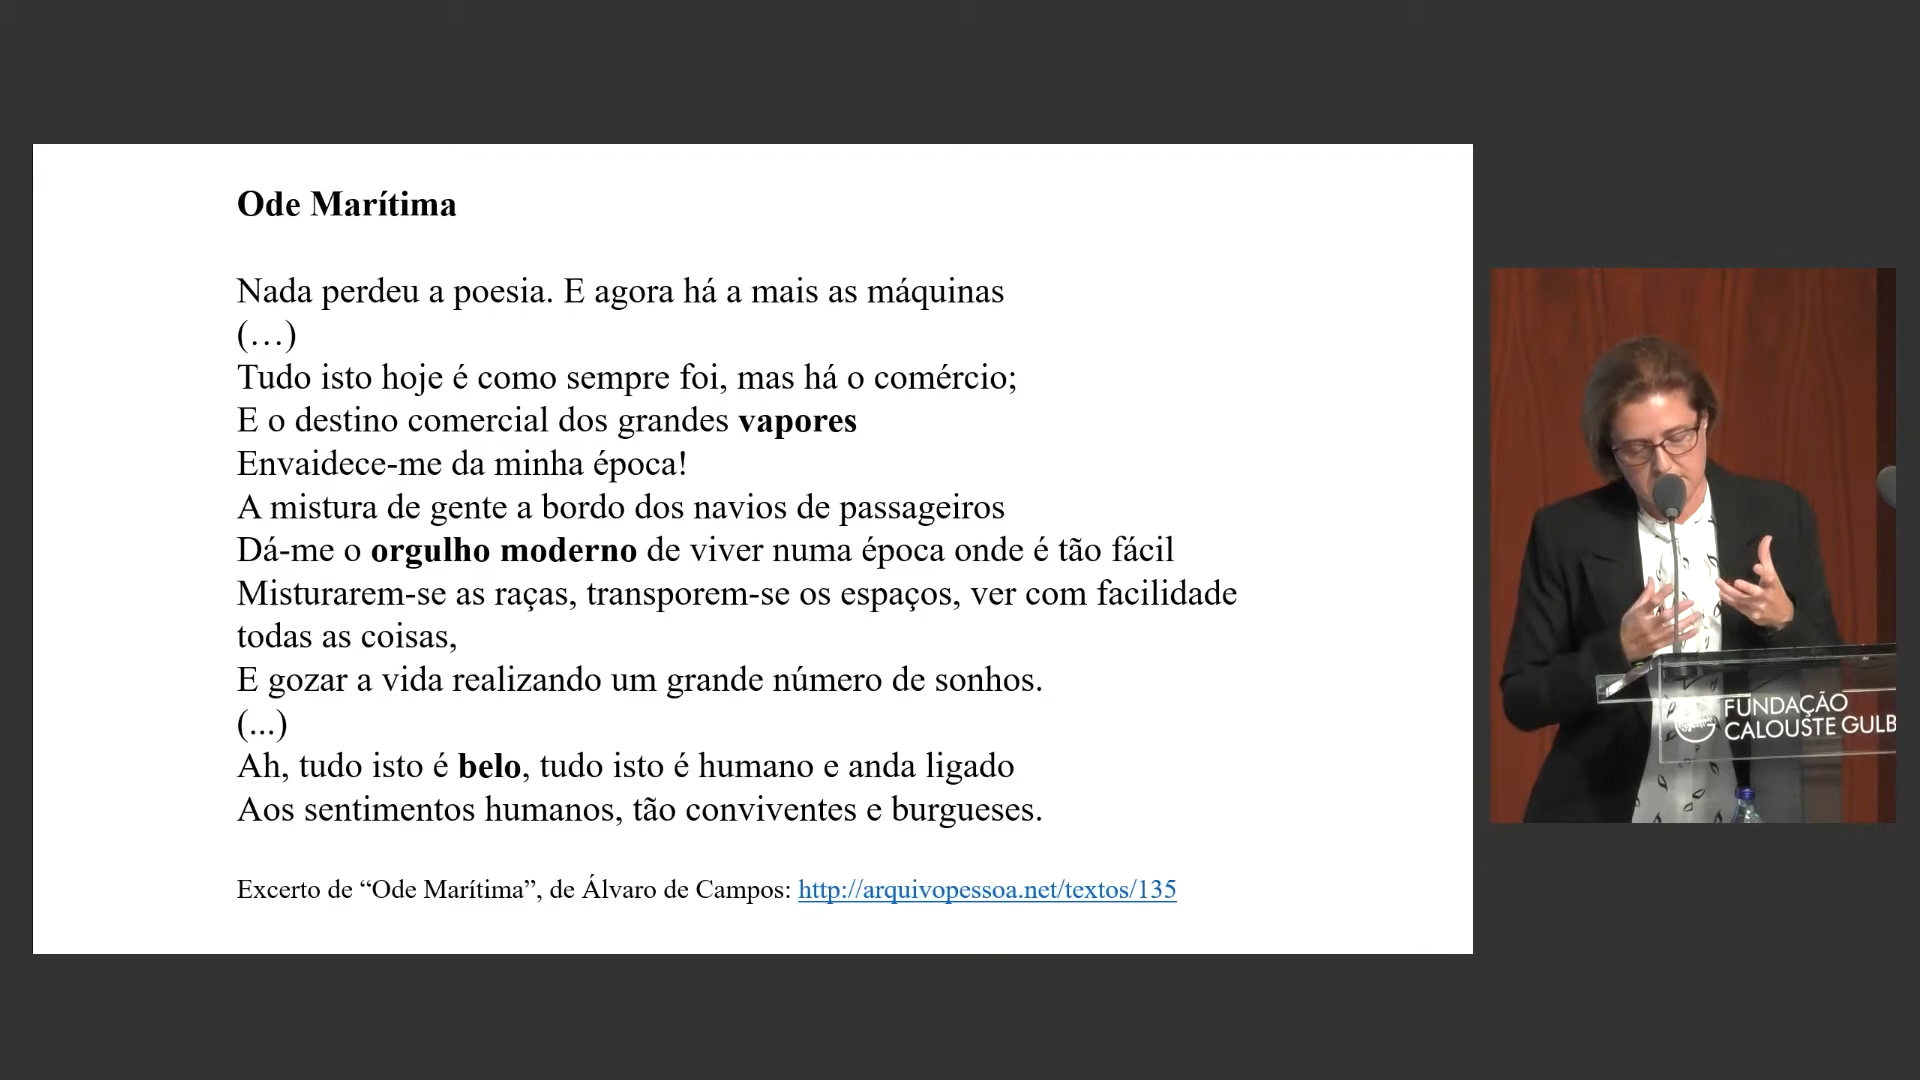 Ode Marítima
Nada perdeu a poesia. E agora há a mais as máquinas
(…)
Tudo isto hoje é como sempre foi, mas há o comércio;
E o destino comercial dos grandes vapores
Envaidece-me da minha época!
A mistura de gente a bordo dos navios de passageiros
Dá-me o orgulho moderno de viver numa época onde é tão fácil
Misturarem-se as raças, transporem-se os espaços, ver com facilidade
todas as coisas,
E gozar a vida realizando um grande número de sonhos.
(...)
Ah, tudo isto é belo, tudo isto é humano e anda ligado
Aos sentimentos humanos, tão conviventes e burgueses.
Excerto de “Ode Marítima”, de Álvaro de Campos: http://arquivopessoa.net/textos/135
FUNDAÇÃO
CALOUSTE GULB